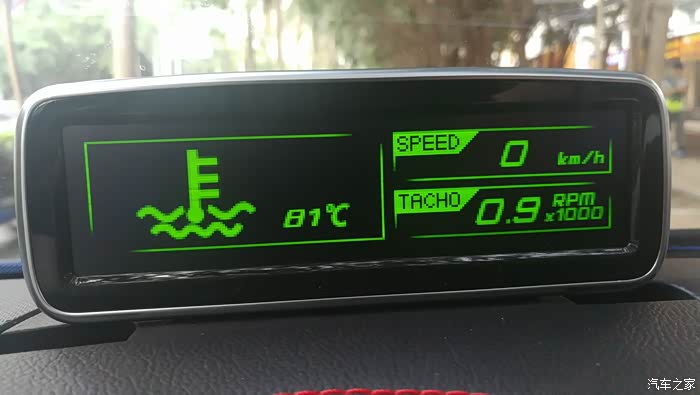 81℃
SPEED 0 km/h
TACHO 0.9 RPM x1000
汽车之家